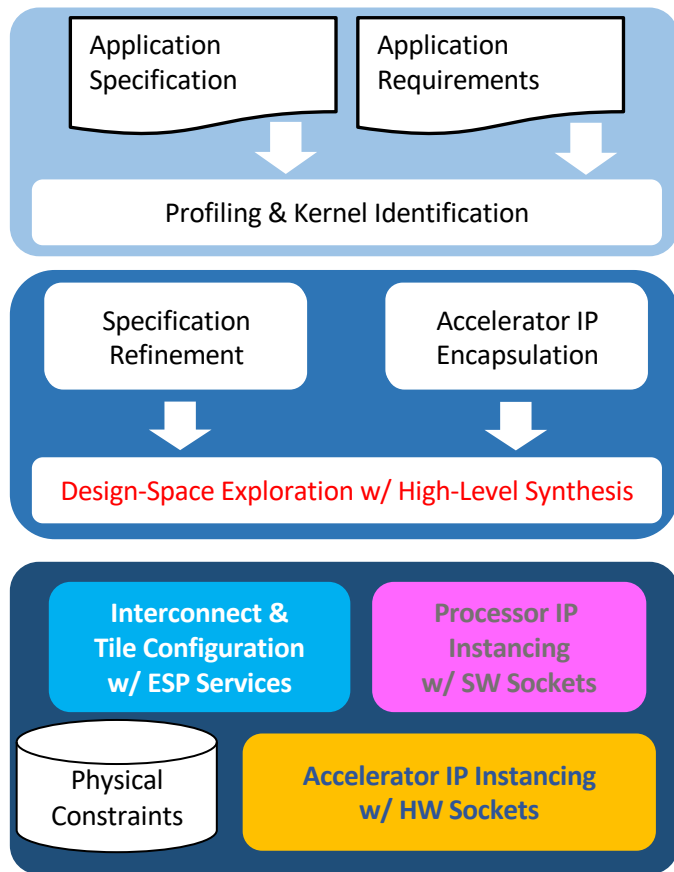 Application
Specification
Application
Requirements
Profiling & Kernel Identification
Specification
Refinement
Accelerator IP
Encapsulation
Design-Space Exploration w/ High-Level Synthesis
Interconnect &
Tile Configuration
w/ ESP Services
Processor IP
Instancing
w/ SW Sockets
Physical
Constraints
Accelerator IP Instancing
w/ HW Sockets